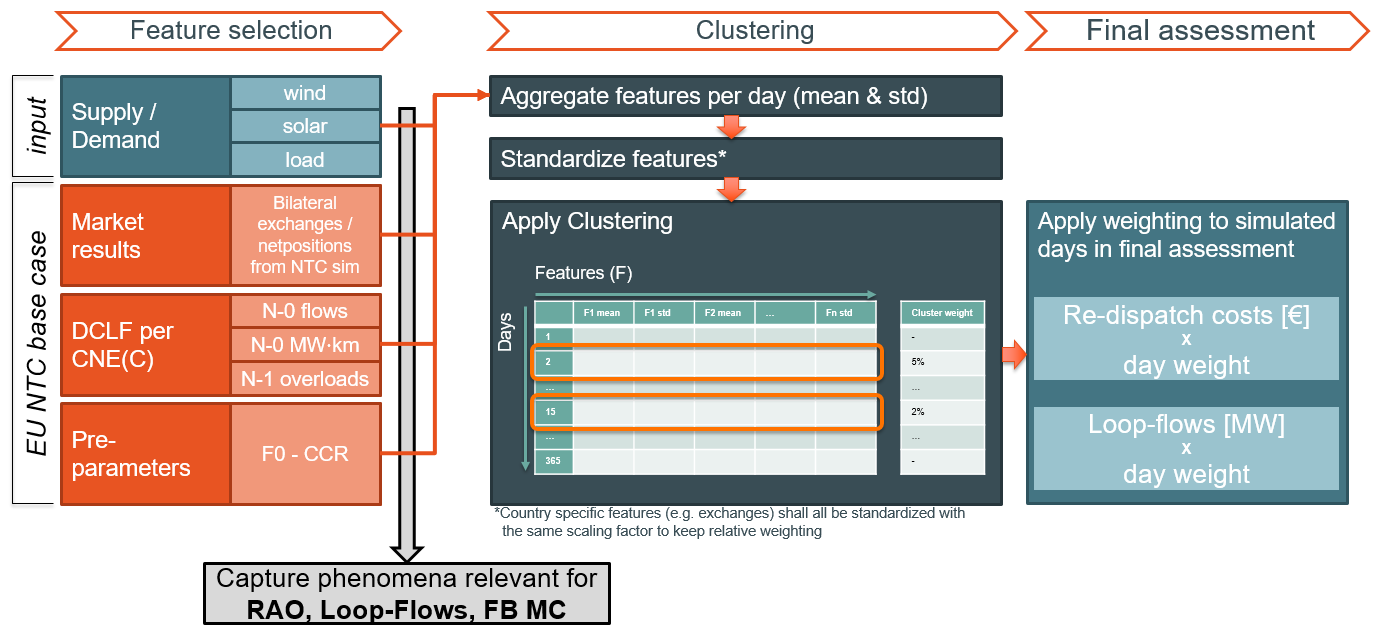 Feature selection
Clustering
Final assessment
input
Supply /
Demand
wind
solar
load
EU NTC base case
Market
results
Bilateral
exchanges /
netpositions
from NTC sim
DCLF per
CNE(C)
N-0 flows
N-0 MW·km
N-1 overloads
Pre-
parameters
F0 - CCR
Capture phenomena relevant for
RAO, Loop-Flows, FB MC
Aggregate features per day (mean & std)
Standardize features*
Apply Clustering
Features (F)
Days
F1 mean F1 std F2 mean ... Fn std Cluster weight
1 -
2 5%
... ...
15 2%
... ...
365 -
*Country specific features (e.g. exchanges) shall all be standardized with
the same scaling factor to keep relative weighting
Apply weighting to simulated
days in final assessment
Re-dispatch costs [€]
x
day weight
Loop-flows [MW]
x
day weight